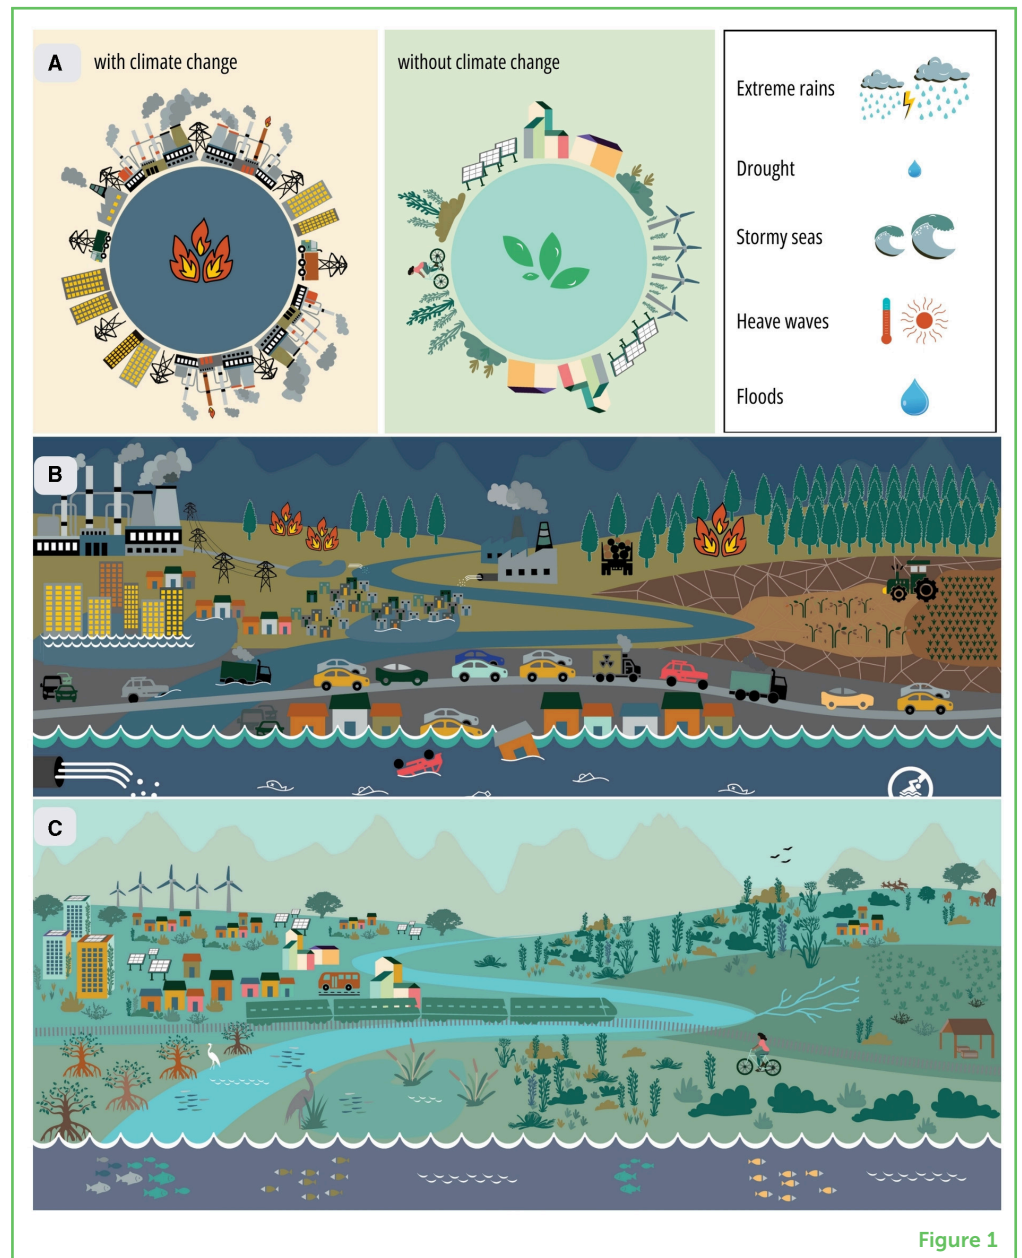 A
with climate change
without climate change
Extreme rains
Drought
Stormy seas
Heave waves
Floods
B
C
Figure 1